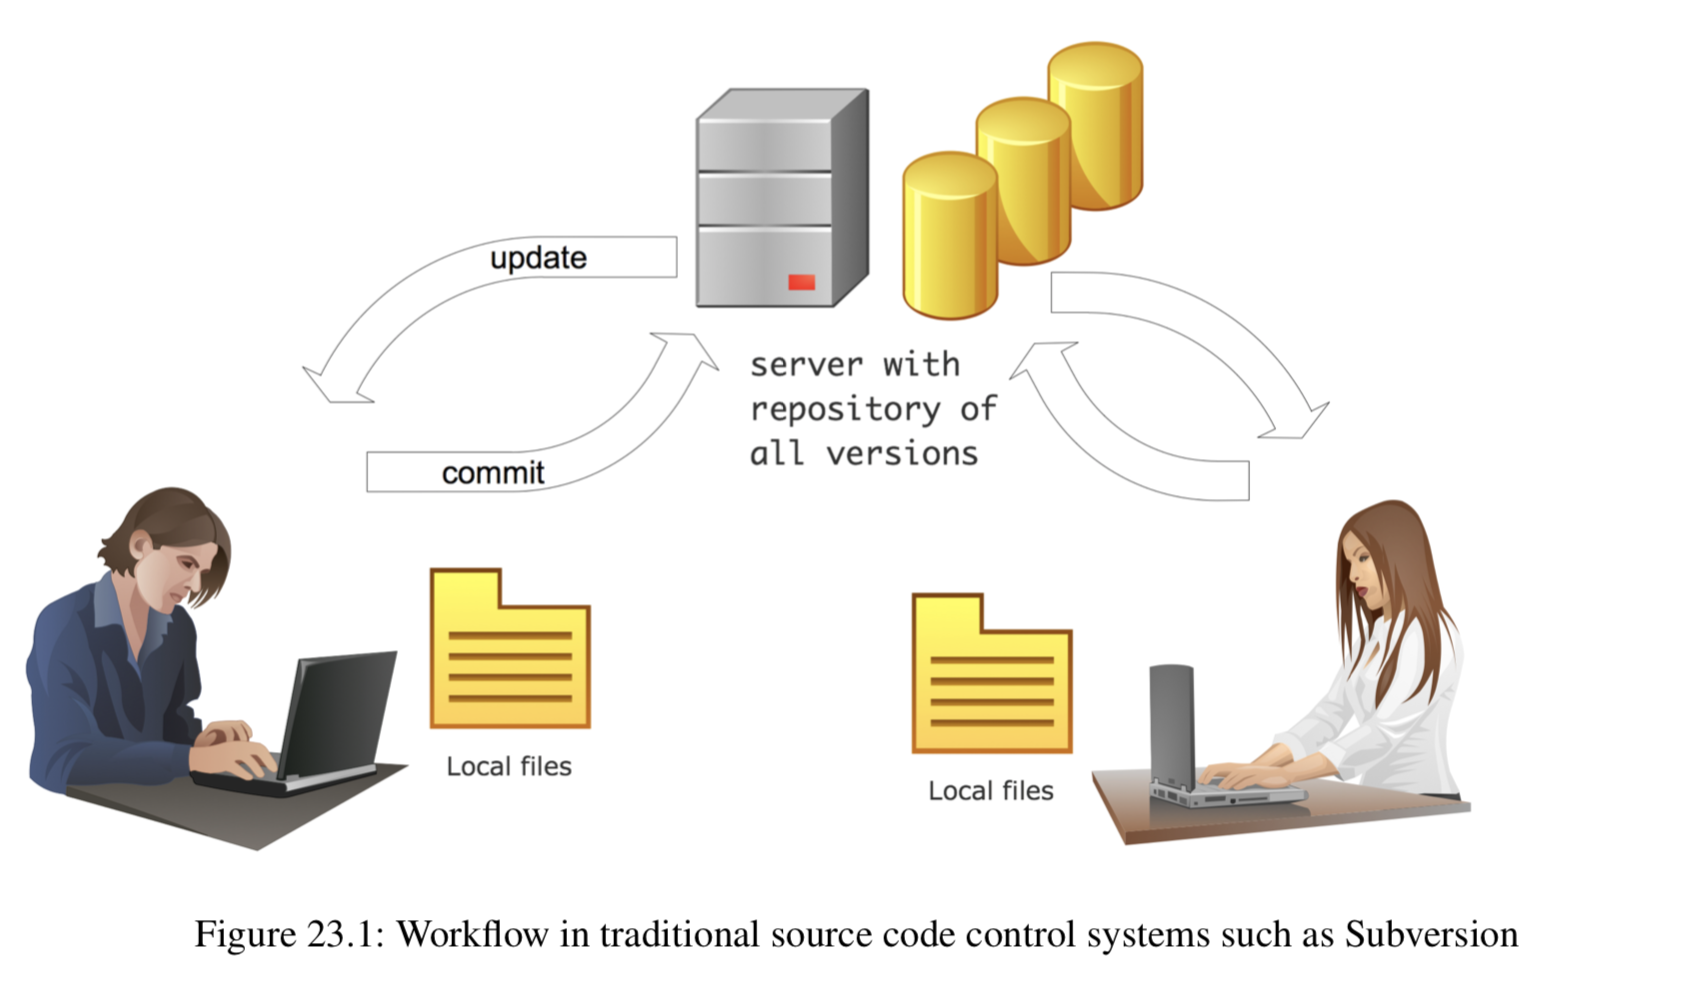 update
server with
repository of
all versions
commit
Local files
Local files
Figure 23.1: Workflow in traditional source code control systems such as Subversion